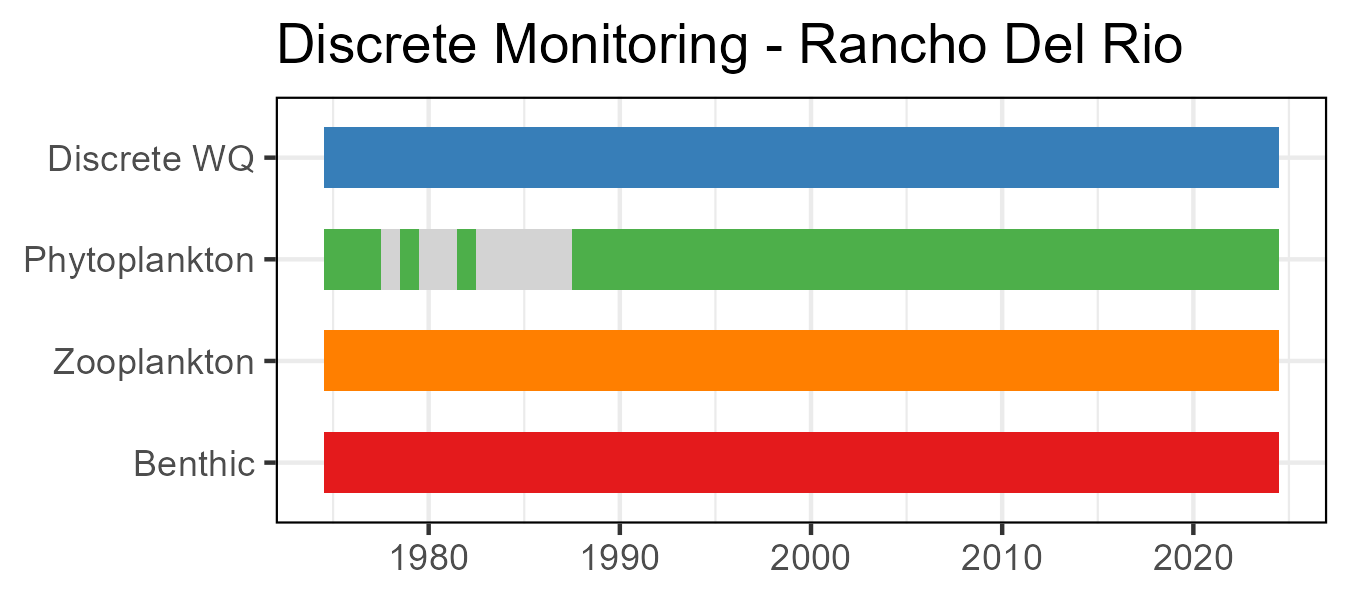 Discrete Monitoring - Rancho Del Rio
Discrete WQ
Phytoplankton
Zooplankton
Benthic
1980 1990 2000 2010 2020